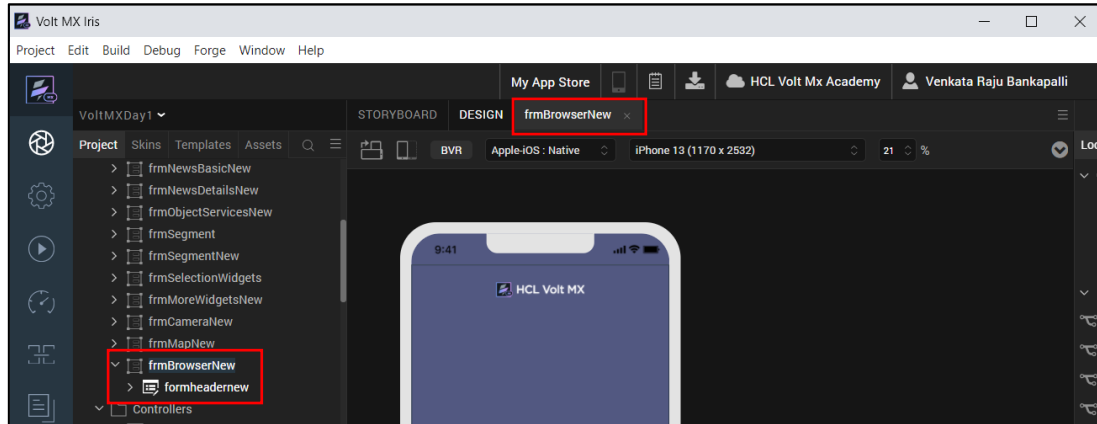 Volt MX Iris
Project Edit Build Debug Forge Window Help
My App Store HCL Volt Mx Academy Venkata Raju Bankapalli
VoltMXDay1 STORYBOARD DESIGN frmBrowserNew ×
Project Skins Templates Assets BVR Apple-iOS : Native iPhone 13 (1170 x 2532) 21 %
frmNewsBasicNew
frmNewsDetailsNew
frmObjectServicesNew
frmSegment
frmSegmentNew
9:41
frmSelectionWidgets
HCL Volt MX
frmMoreWidgetsNew
frmCameraNew
frmMapNew
frmBrowserNew
formheadernew
Controllers